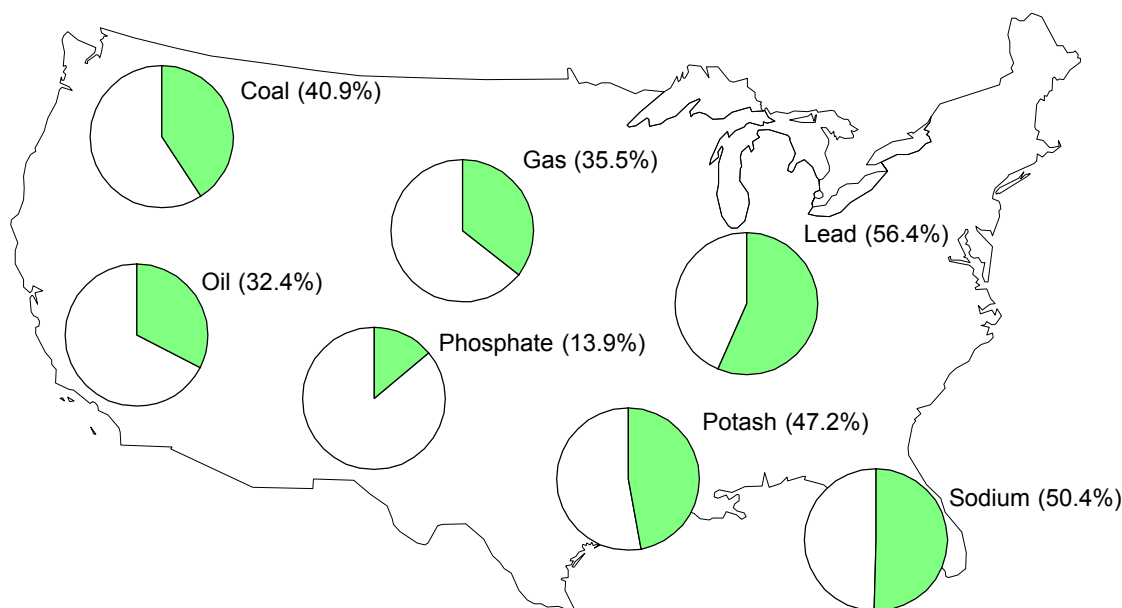 Coal (40.9%)
Gas (35.5%)
Lead (56.4%)
Oil (32.4%)
Phosphate (13.9%)
Potash (47.2%)
Sodium (50.4%)